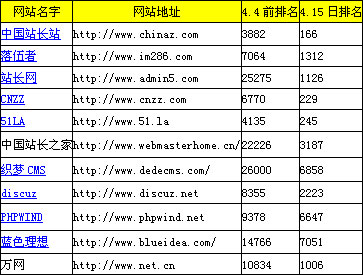 网站名字 网站地址 4.4前排名 4.15日排名
中国站长站 http://www.chinaz.com 3882 166
落伍者 http://www.im286.com 7064 1312
站长网 http://www.admin5.com 25275 1126
CNZZ http://www.cnzz.com 6770 229
51LA http://www.51.la 4135 245
中国站长之家 http://www.webmasterhome.cn/ 22226 3187
织梦CMS http://www.dedecms.com/ 26000 6858
discuz http://www.discuz.net 8355 2223
PHPWIND http://www.phpwind.net 9378 6647
蓝色理想 http://www.blueidea.com/ 14766 7051
万网 http://www.net.cn 10834 1006